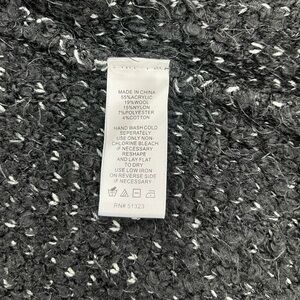 MADE IN CHINA
55%ACRYLIC
19%WOOL
15%NYLON
7%POLYESTER
4%COTTON
HAND WASH COLD
SEPERATELY
USE ONLY NON-
CHLORINE BLEACH
IF NECESSARY
RESHAPE
AND LAY FLAT
TO DRY
USE LOW IRON
ON REVERSE SIDE
IF NECESSARY
RN# 51323